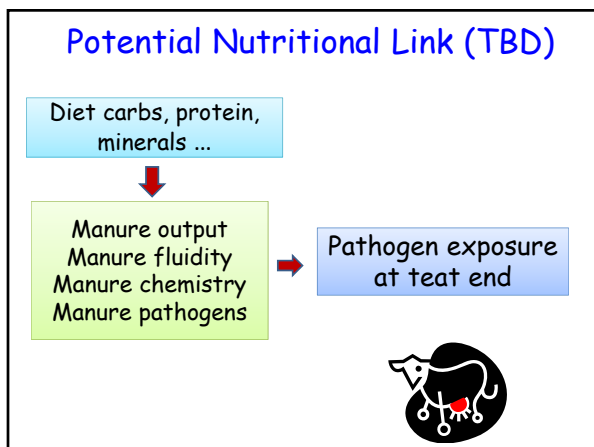 Potential Nutritional Link (TBD)
Diet carbs, protein,
minerals ...
Manure output
Manure fluidity
Manure chemistry
Manure pathogens
Pathogen exposure
at teat end